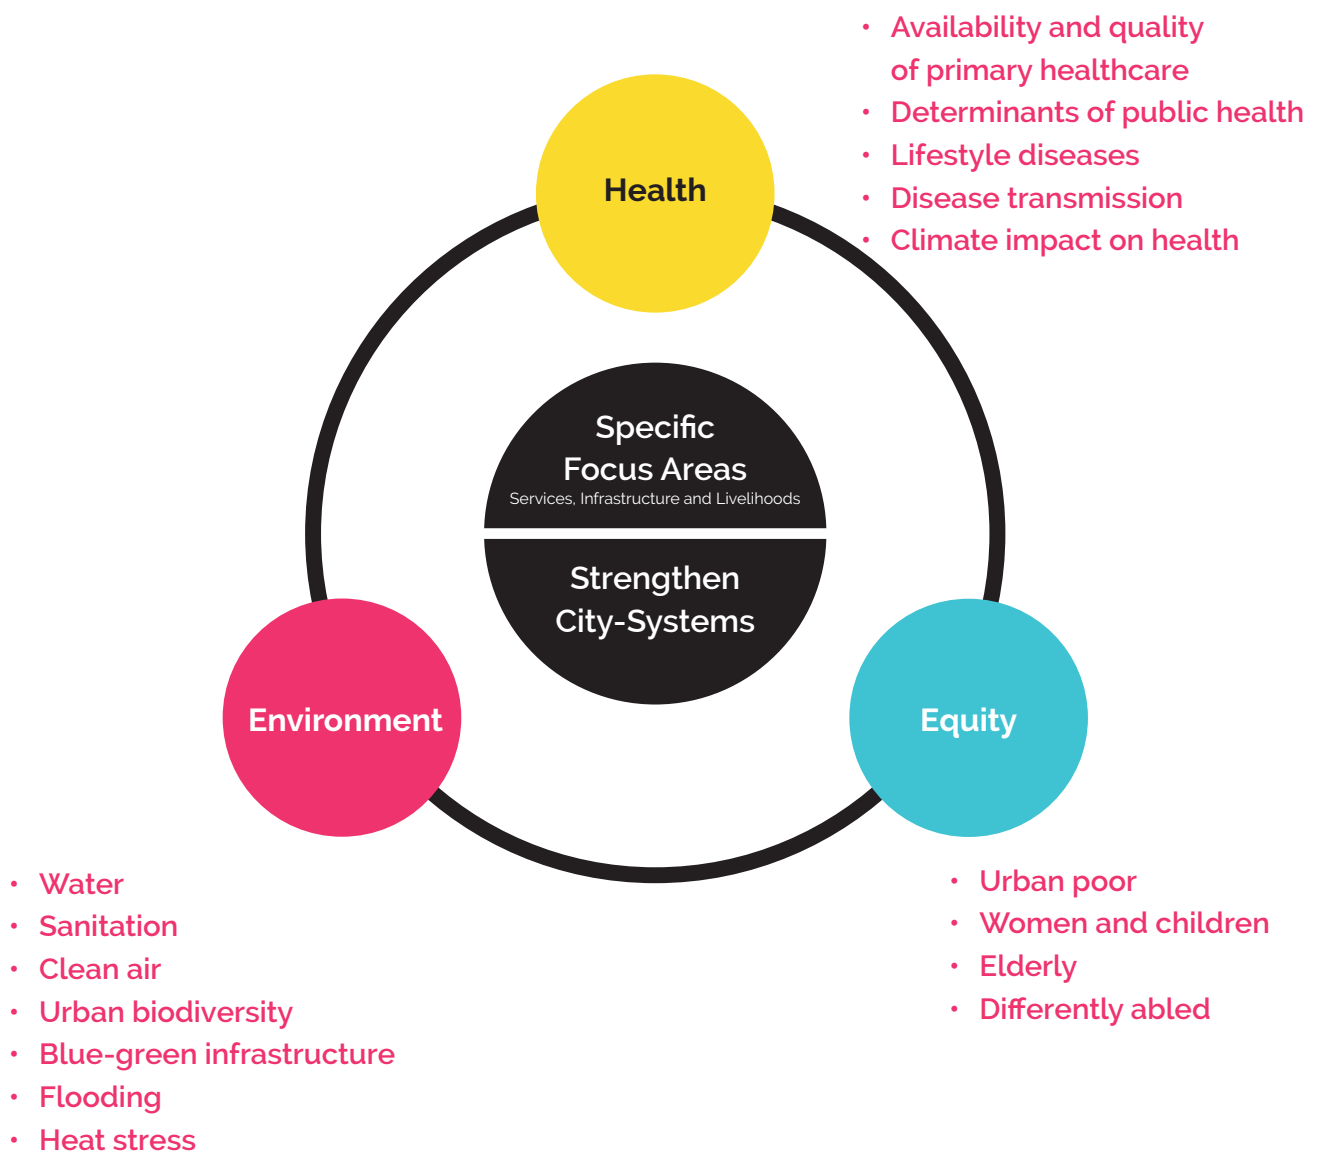 • Availability and quality
of primary healthcare
• Determinants of public health
• Lifestyle diseases
• Disease transmission
• Climate impact on health
Health
Specific
Focus Areas
Services, Infrastructure and Livelihoods
Strengthen
City-Systems
Environment
Equity
• Water
• Sanitation
• Clean air
• Urban biodiversity
• Blue-green infrastructure
• Flooding
• Heat stress
• Urban poor
• Women and children
• Elderly
• Differently abled